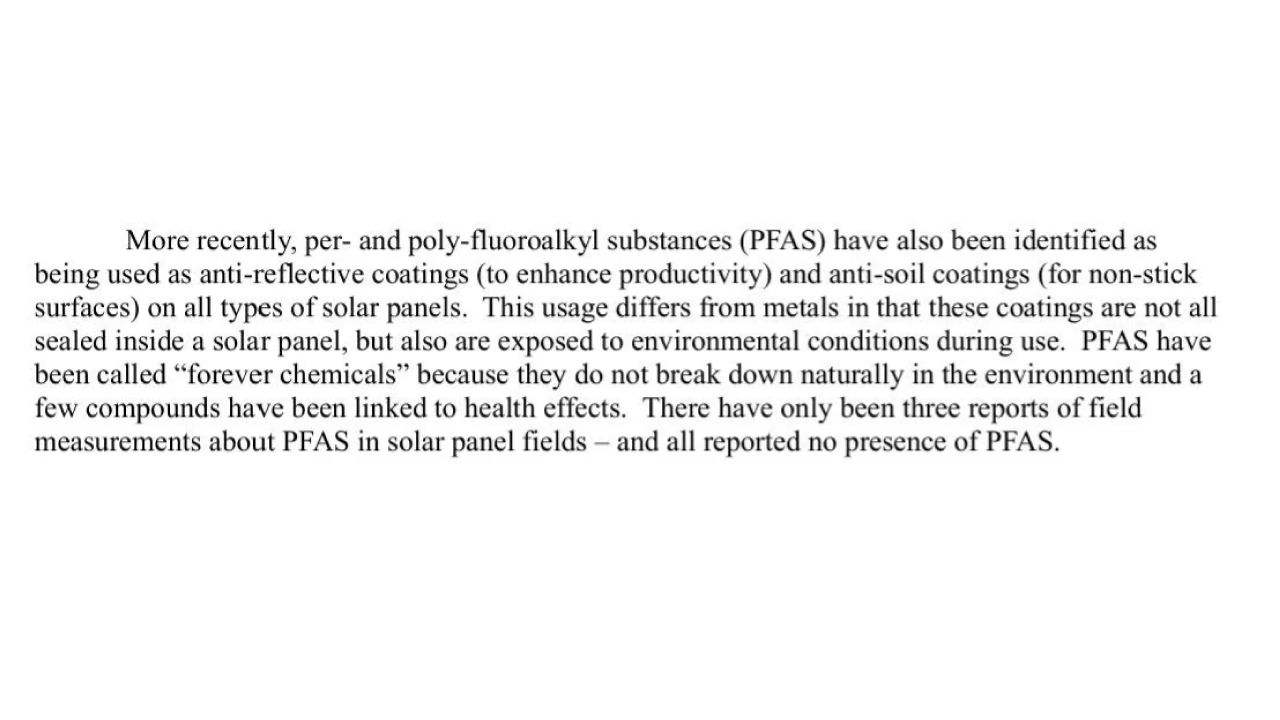 More recently, per- and poly-fluoroalkyl substances (PFAS) have also been identified as
being used as anti-reflective coatings (to enhance productivity) and anti-soil coatings (for non-stick
surfaces) on all types of solar panels.  This usage differs from metals in that these coatings are not all
sealed inside a solar panel, but also are exposed to environmental conditions during use.  PFAS have
been called “forever chemicals” because they do not break down naturally in the environment and a
few compounds have been linked to health effects.  There have only been three reports of field
measurements about PFAS in solar panel fields – and all reported no presence of PFAS.